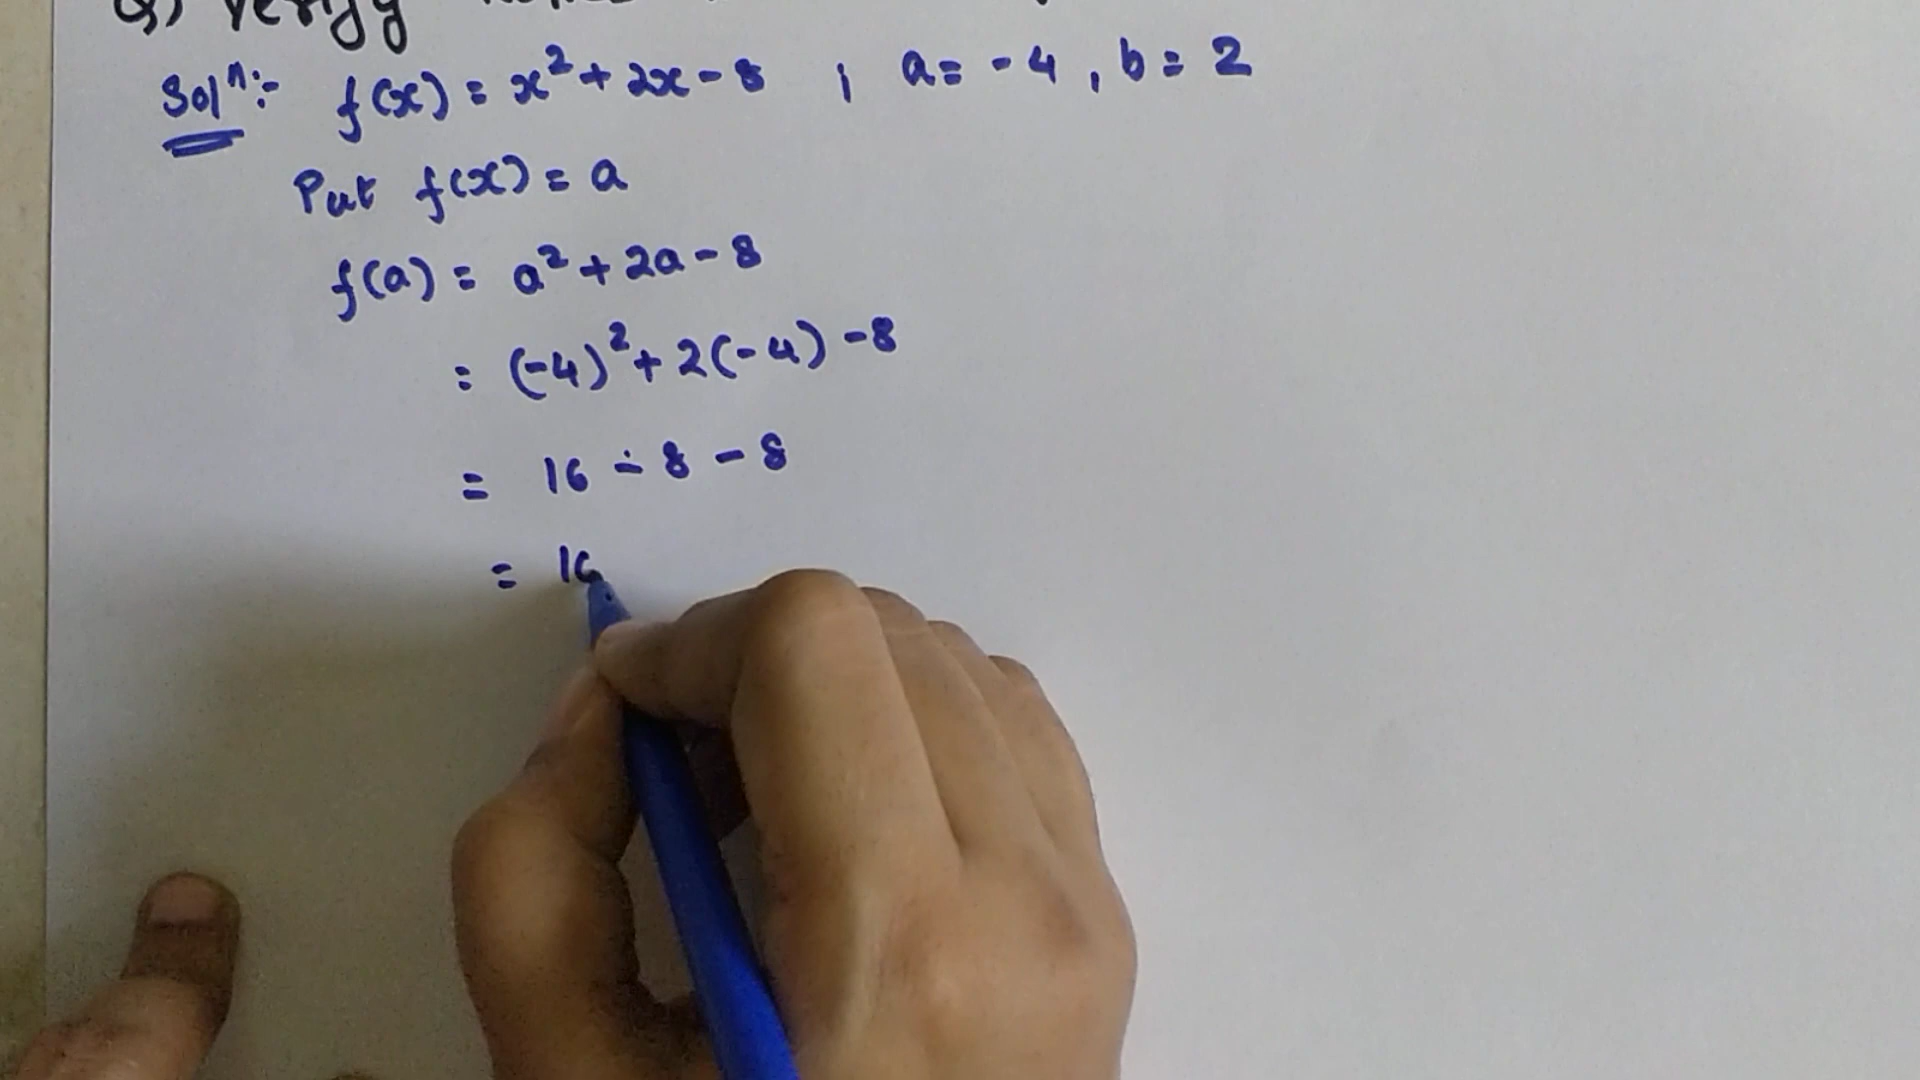 Q) Verify
Solⁿ:- f(x) = x² + 2x - 8 ; a = -4, b = 2
Put f(x) = a
f(a) = a² + 2a - 8
= (-4)² + 2(-4) - 8
= 16 - 8 - 8
= 16